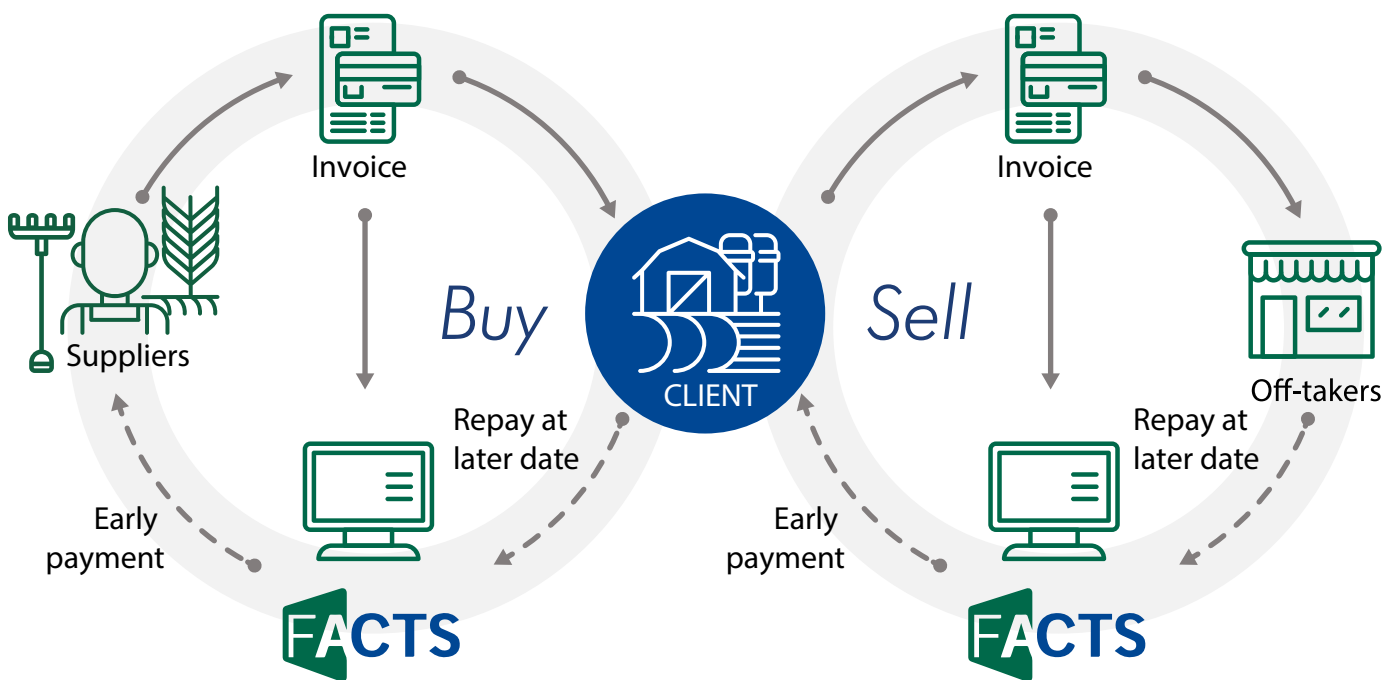 Invoice
Invoice
Suppliers
Buy
CLIENT
Sell
Off-takers
Repay at
later date
Repay at
later date
Early
payment
Early
payment
FACTS
FACTS